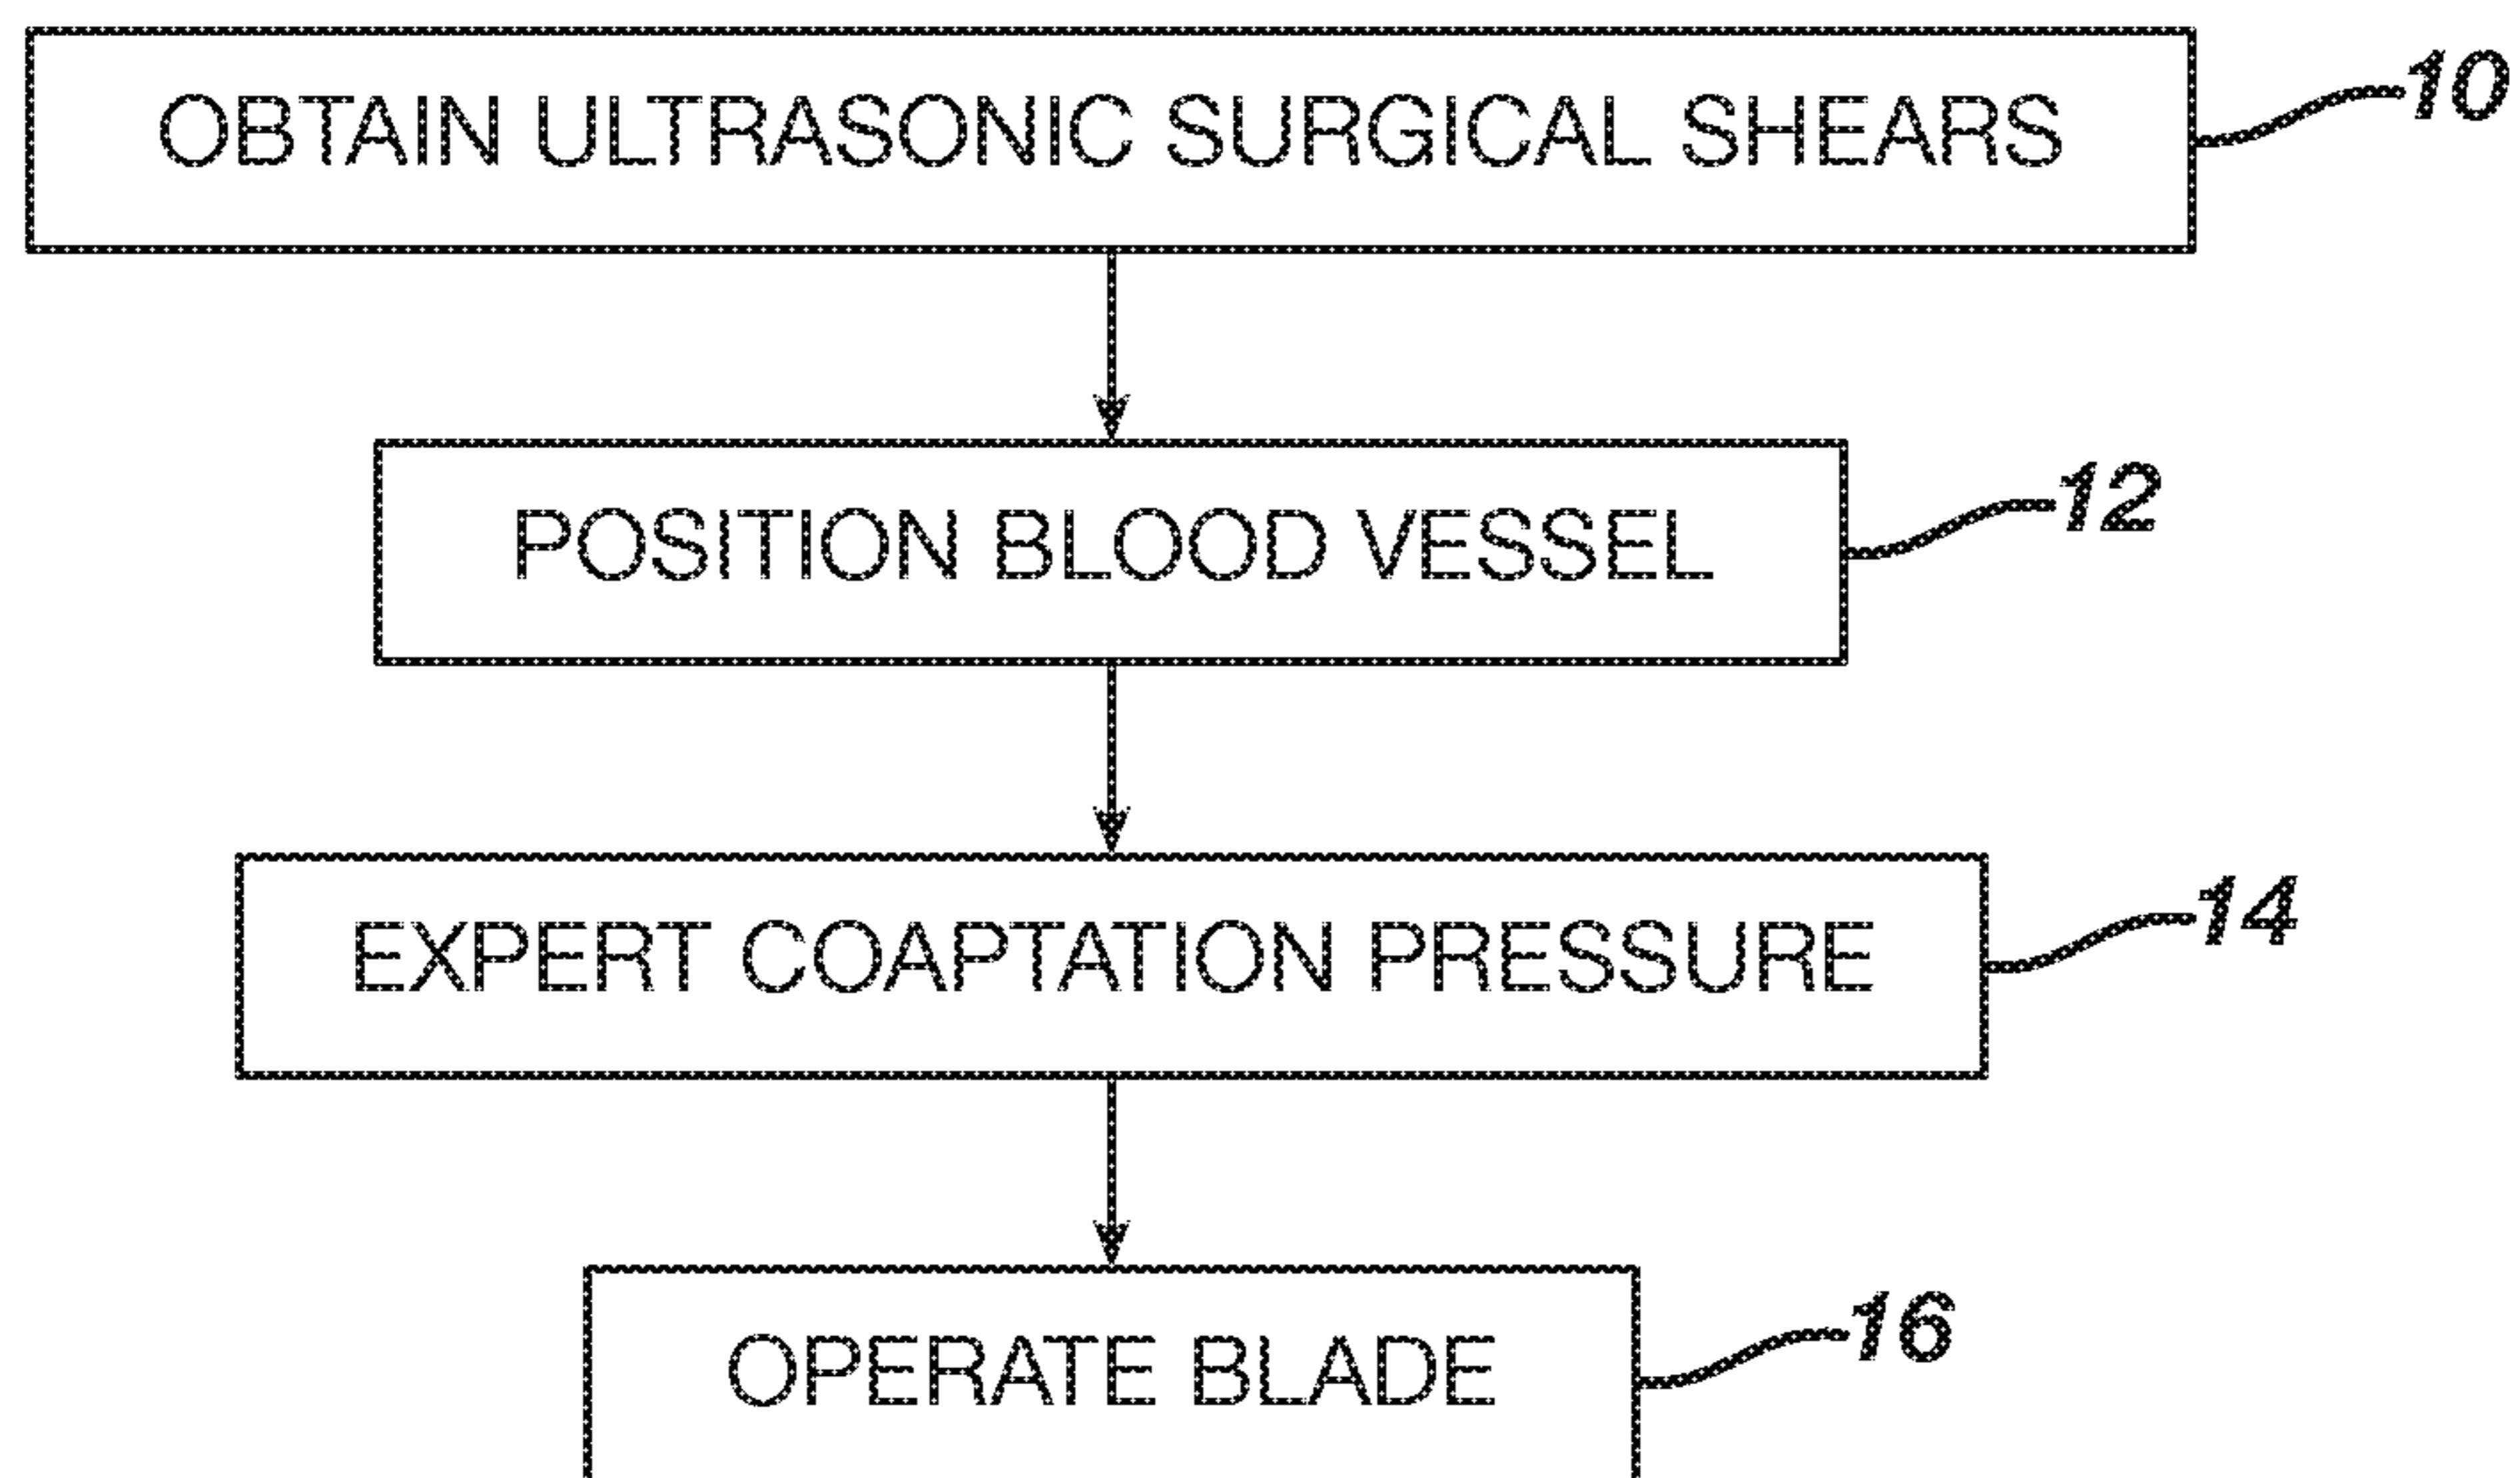 OBTAIN ULTRASONIC SURGICAL SHEARS
10
POSITION BLOOD VESSEL
12
EXPERT COAPTATION PRESSURE
14
OPERATE BLADE
16